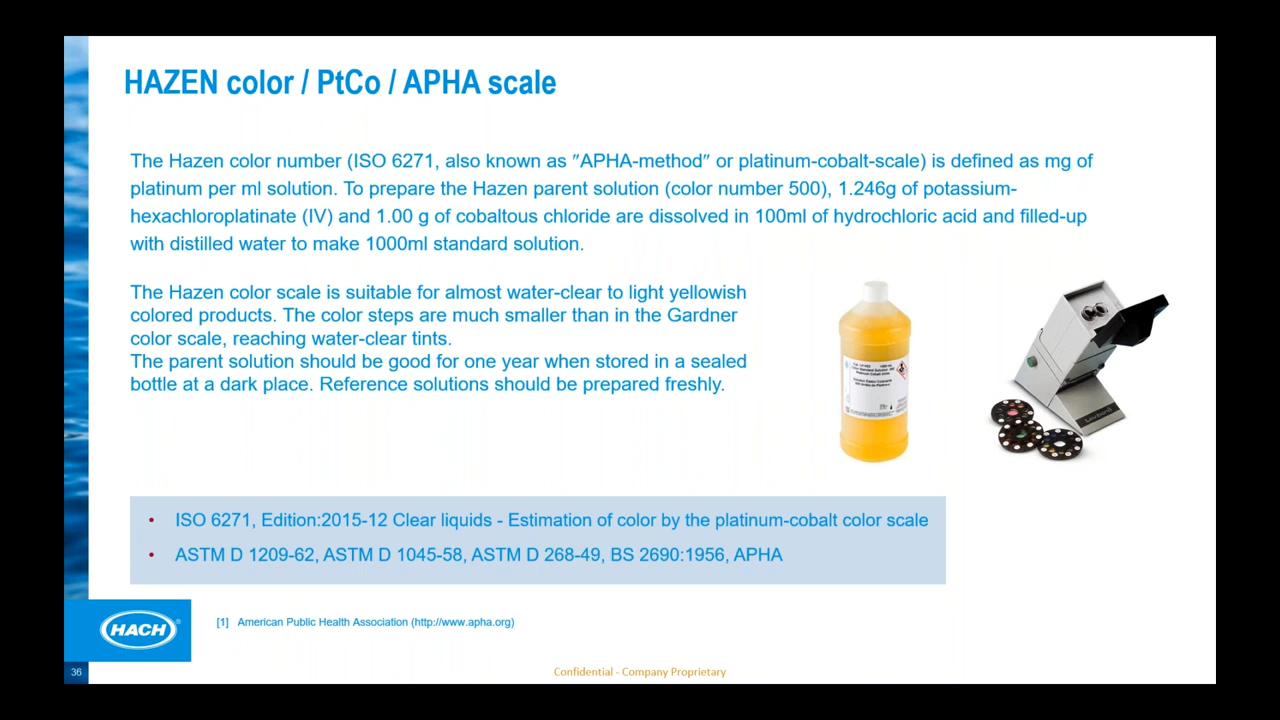 HAZEN color / PtCo / APHA scale
The Hazen color number (ISO 6271, also known as "APHA-method" or platinum-cobalt-scale) is defined as mg of
platinum per ml solution. To prepare the Hazen parent solution (color number 500), 1.246g of potassium-
hexachloroplatinate (IV) and 1.00 g of cobaltous chloride are dissolved in 100ml of hydrochloric acid and filled-up
with distilled water to make 1000ml standard solution.
The Hazen color scale is suitable for almost water-clear to light yellowish
colored products. The color steps are much smaller than in the Gardner
color scale, reaching water-clear tints.
The parent solution should be good for one year when stored in a sealed
bottle at a dark place. Reference solutions should be prepared freshly.
• ISO 6271, Edition:2015-12 Clear liquids - Estimation of color by the platinum-cobalt color scale
• ASTM D 1209-62, ASTM D 1045-58, ASTM D 268-49, BS 2690:1956, APHA
HACH®
[1] American Public Health Association (http://www.apha.org)
36
Confidential - Company Proprietary